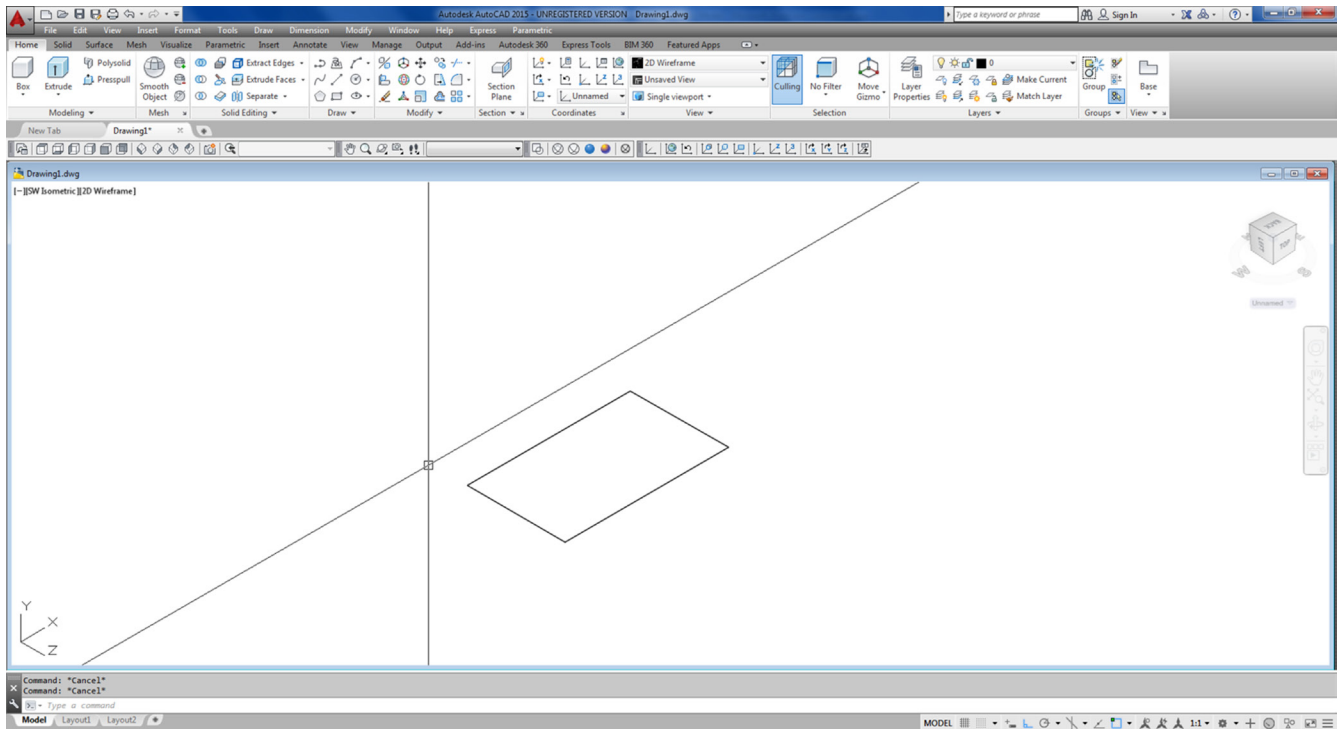 Autodesk AutoCAD 2015 - UNREGISTERED VERSION Drawing1.dwg
Type a keyword or phrase
Sign In
File Edit View Insert Format Tools Draw Dimension Modify Window Help Express Parametric
Home Solid Surface Mesh Visualize Parametric Insert Annotate View Manage Output Add-ins Autodesk 360 Express Tools BIM 360 Featured Apps
Polysolid Extract Edges 2D Wireframe 0
Presspull Extrude Faces Unsaved View Make Current
Box Extrude Smooth Object Separate Section Plane Unnamed Single viewport Culling No Filter Move Gizmo Layer Properties Match Layer Group Base
Modeling Mesh Solid Editing Draw Modify Section Coordinates View Selection Layers Groups View
New Tab Drawing1*
Drawing1.dwg
[-][SW Isometric][2D Wireframe]
BACK
LEFT TOP
W S
Unnamed
Y
X
Z
Command: *Cancel*
Command: *Cancel*
Type a command
Model Layout1 Layout2
MODEL 1:1